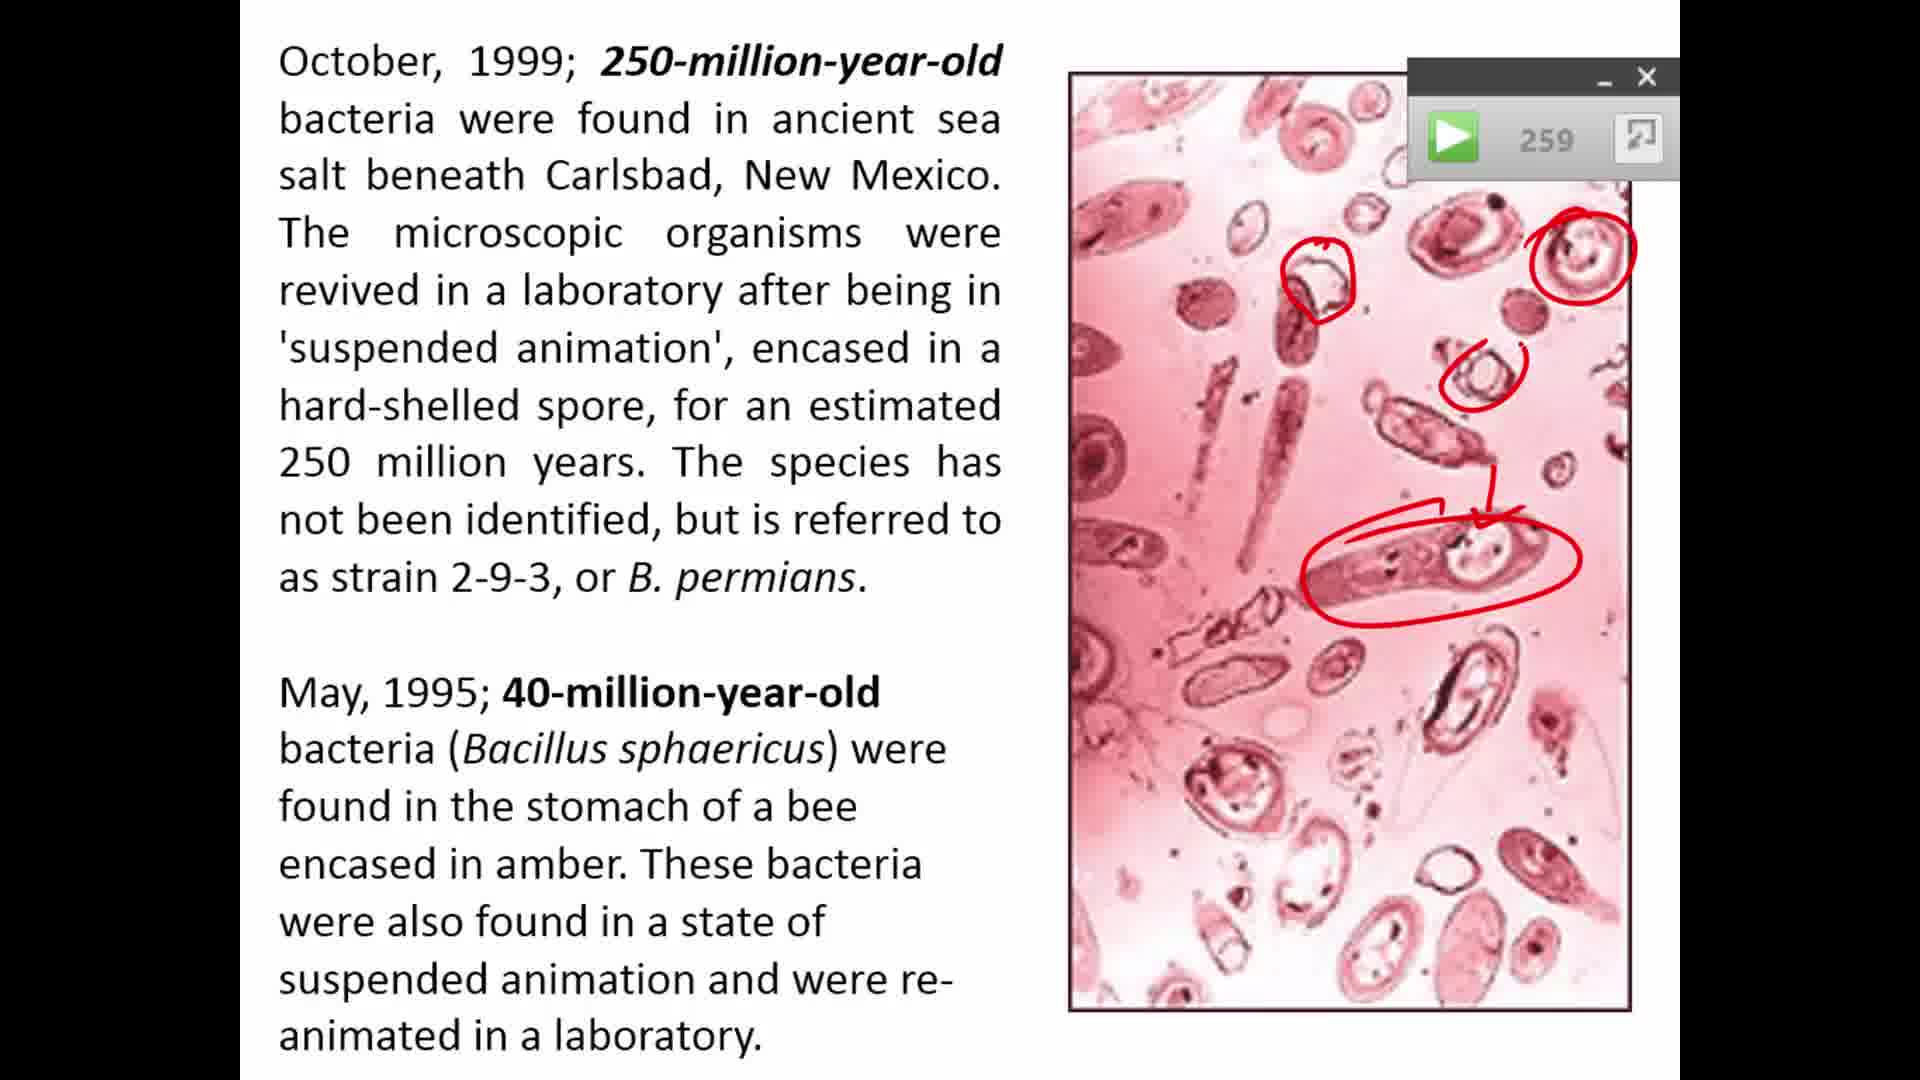 October, 1999; 250-million-year-old
bacteria were found in ancient sea
salt beneath Carlsbad, New Mexico.
The microscopic organisms were
revived in a laboratory after being in
'suspended animation', encased in a
hard-shelled spore, for an estimated
250 million years. The species has
not been identified, but is referred to
as strain 2-9-3, or B. permians.
May, 1995; 40-million-year-old
bacteria (Bacillus sphaericus) were
found in the stomach of a bee
encased in amber. These bacteria
were also found in a state of
suspended animation and were re-
animated in a laboratory.
259